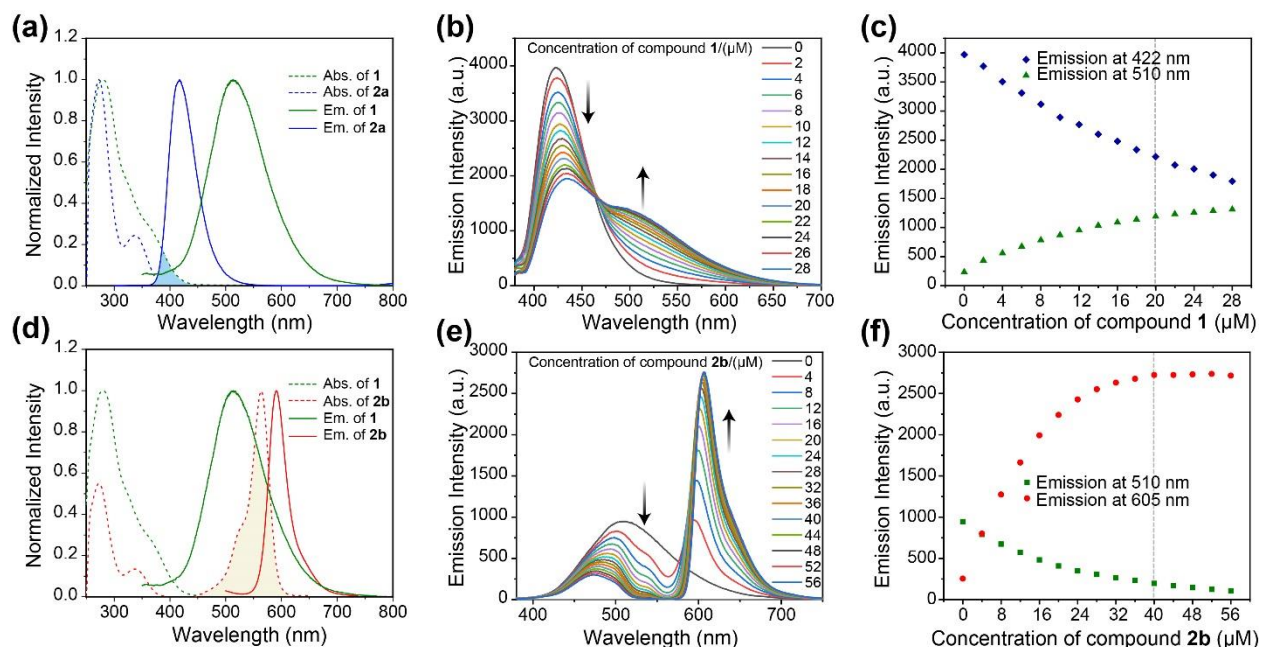 (a)
Normalized Intensity
1.2
1.0
0.8
0.6
0.4
0.2
0.0
Abs. of 1
Abs. of 2a
Em. of 1
Em. of 2a
300 400 500 600 700 800
Wavelength (nm)
(b)
Emission Intensity (a.u.)
4000
3000
2000
1000
0
Concentration of compound 1/(μM)
0
2
4
6
8
10
12
14
16
18
20
22
24
26
28
400 450 500 550 600 650 700
Wavelength (nm)
(c)
Emission Intensity (a.u.)
4000
3500
3000
2500
2000
1500
1000
500
0
Emission at 422 nm
Emission at 510 nm
0 4 8 12 16 20 24 28
Concentration of compound 1 (μM)
(d)
Normalized Intensity
1.2
1.0
0.8
0.6
0.4
0.2
0.0
Abs. of 1
Abs. of 2b
Em. of 1
Em. of 2b
300 400 500 600 700 800
Wavelength (nm)
(e)
Emission Intensity (a.u.)
3000
2500
2000
1500
1000
500
0
Concentration of compound 2b/(μM)
0
4
8
12
16
20
24
28
32
36
40
44
48
52
56
400 500 600 700
Wavelength (nm)
(f)
Emission Intensity (a.u.)
3000
2500
2000
1500
1000
500
0
Emission at 510 nm
Emission at 605 nm
0 8 16 24 32 40 48 56
Concentration of compound 2b (μM)